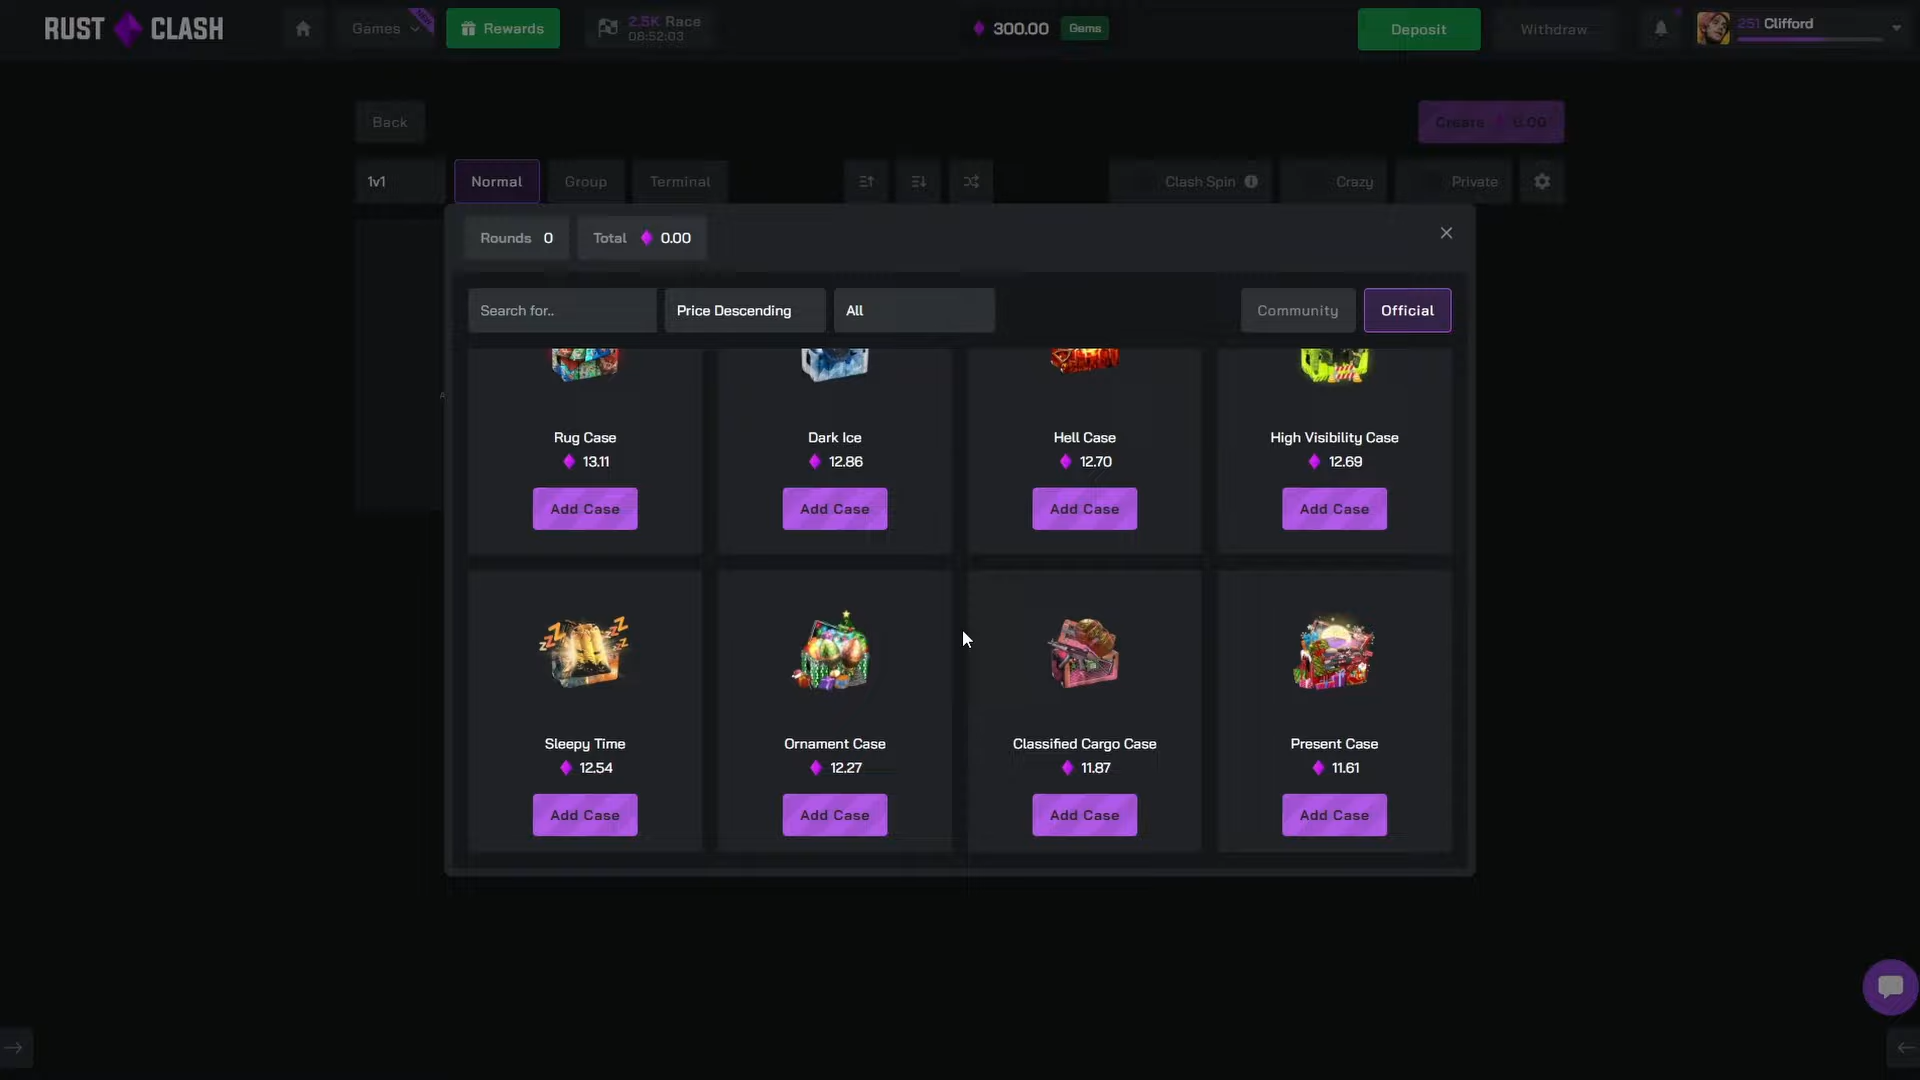 RUST CLASH
Games
NEW
Rewards
2.5K Race
08:52:03
300.00
Gems
Deposit
Withdraw
251 Clifford
Back
Create 0.00
1v1
Normal
Group
Terminal
Clash Spin
Crazy
Private
Rounds 0
Total 0.00
Search for..
Price Descending
All
Community
Official
Rug Case
Dark Ice
Hell Case
High Visibility Case
13.11
12.86
12.70
12.69
Add Case
Add Case
Add Case
Add Case
Sleepy Time
Ornament Case
Classified Cargo Case
Present Case
12.54
12.27
11.87
11.61
Add Case
Add Case
Add Case
Add Case